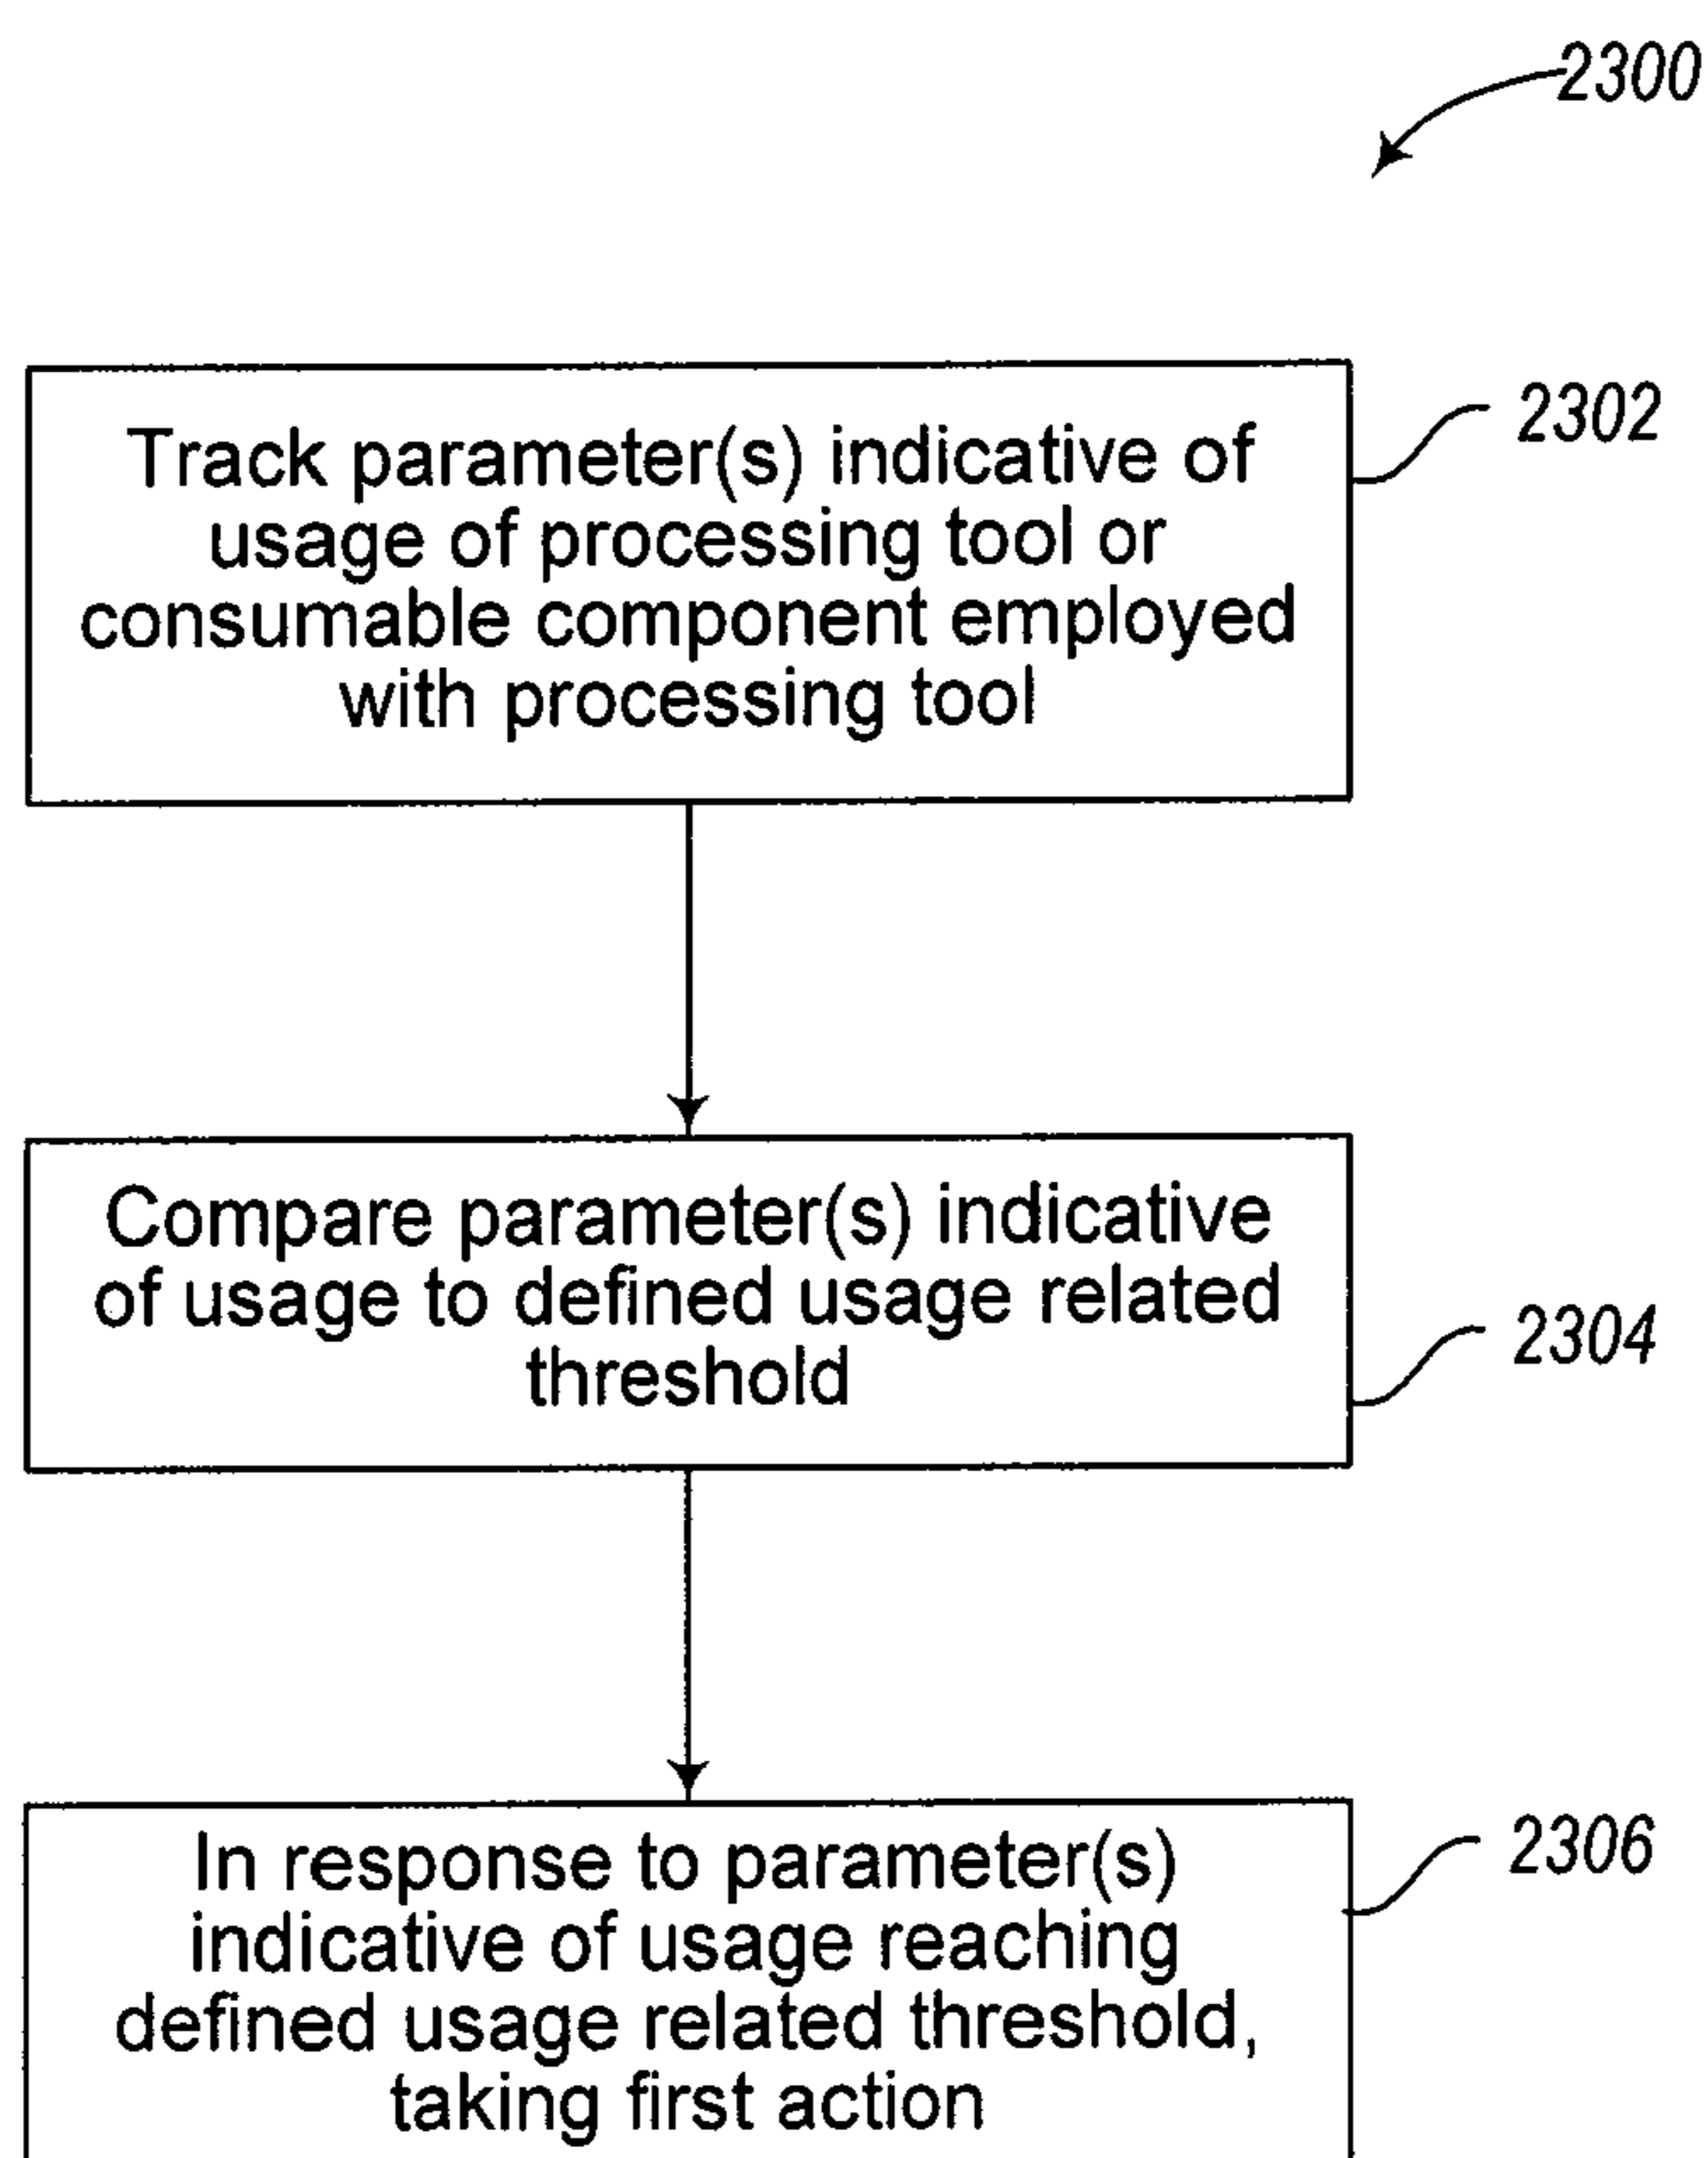 2300
Track parameter(s) indicative of
usage of processing tool or
consumable component employed
with processing tool
2302
Compare parameter(s) indicative
of usage to defined usage related
threshold
2304
In response to parameter(s)
indicative of usage reaching
defined usage related threshold,
taking first action
2306